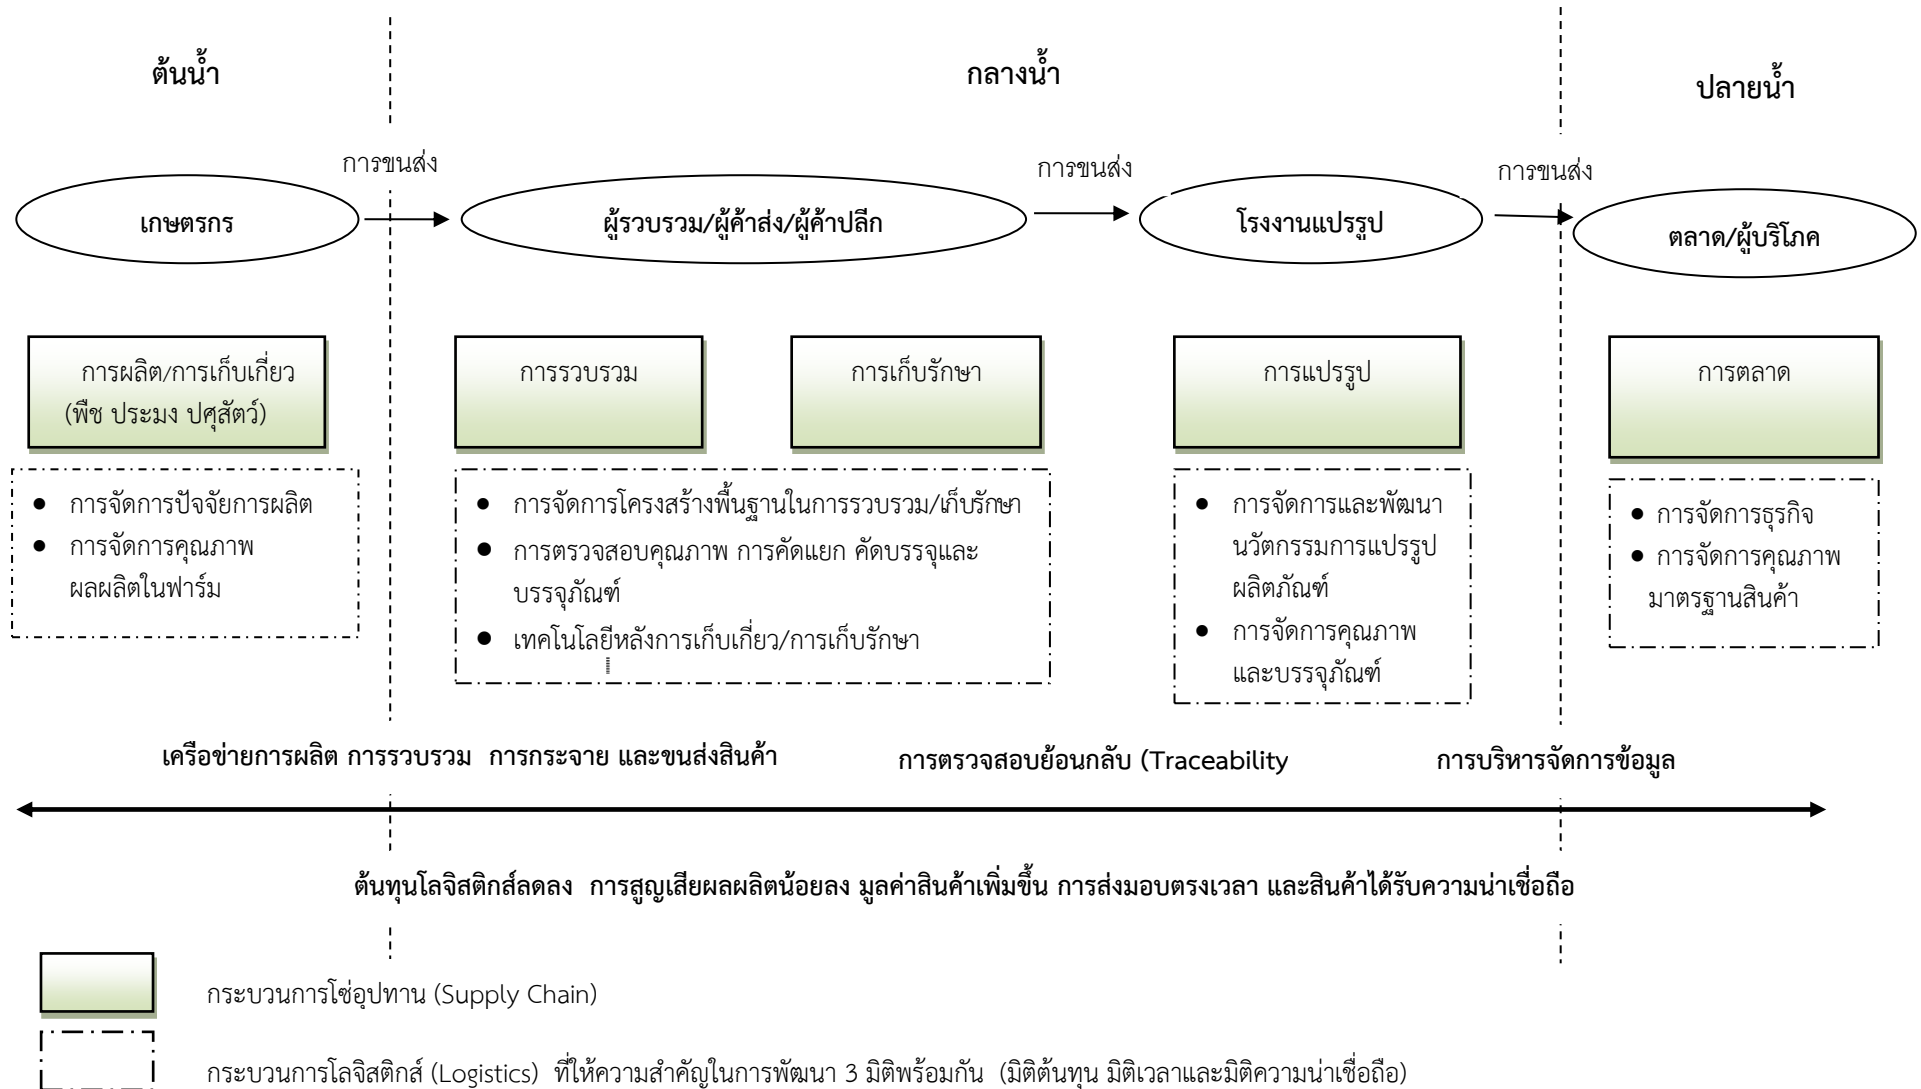 ต้นน้ำ
กลางน้ำ
ปลายน้ำ
การขนส่ง
การขนส่ง
การขนส่ง
เกษตรกร
ผู้รวบรวม/ผู้ค้าส่ง/ผู้ค้าปลีก
โรงงานแปรรูป
ตลาด/ผู้บริโภค
การผลิต/การเก็บเกี่ยว
(พืช ประมง ปศุสัตว์)
การรวบรวม
การเก็บรักษา
การแปรรูป
การตลาด
● การจัดการปัจจัยการผลิต
● การจัดการคุณภาพ
ผลผลิตในฟาร์ม
● การจัดการโครงสร้างพื้นฐานในการรวบรวม/เก็บรักษา
● การตรวจสอบคุณภาพ การคัดแยก คัดบรรจุและ
บรรจุภัณฑ์
● เทคโนโลยีหลังการเก็บเกี่ยว/การเก็บรักษา
● การจัดการและพัฒนา
นวัตกรรมการแปรรูป
ผลิตภัณฑ์
● การจัดการคุณภาพ
และบรรจุภัณฑ์
● การจัดการธุรกิจ
● การจัดการคุณภาพ
มาตรฐานสินค้า
เครือข่ายการผลิต การรวบรวม การกระจาย และขนส่งสินค้า
การตรวจสอบย้อนกลับ (Traceability
การบริหารจัดการข้อมูล
ต้นทุนโลจิสติกส์ลดลง การสูญเสียผลผลิตน้อยลง มูลค่าสินค้าเพิ่มขึ้น การส่งมอบตรงเวลา และสินค้าได้รับความน่าเชื่อถือ
กระบวนการโซ่อุปทาน (Supply Chain)
กระบวนการโลจิสติกส์ (Logistics) ที่ให้ความสำคัญในการพัฒนา 3 มิติพร้อมกัน (มิติต้นทุน มิติเวลาและมิติความน่าเชื่อถือ)